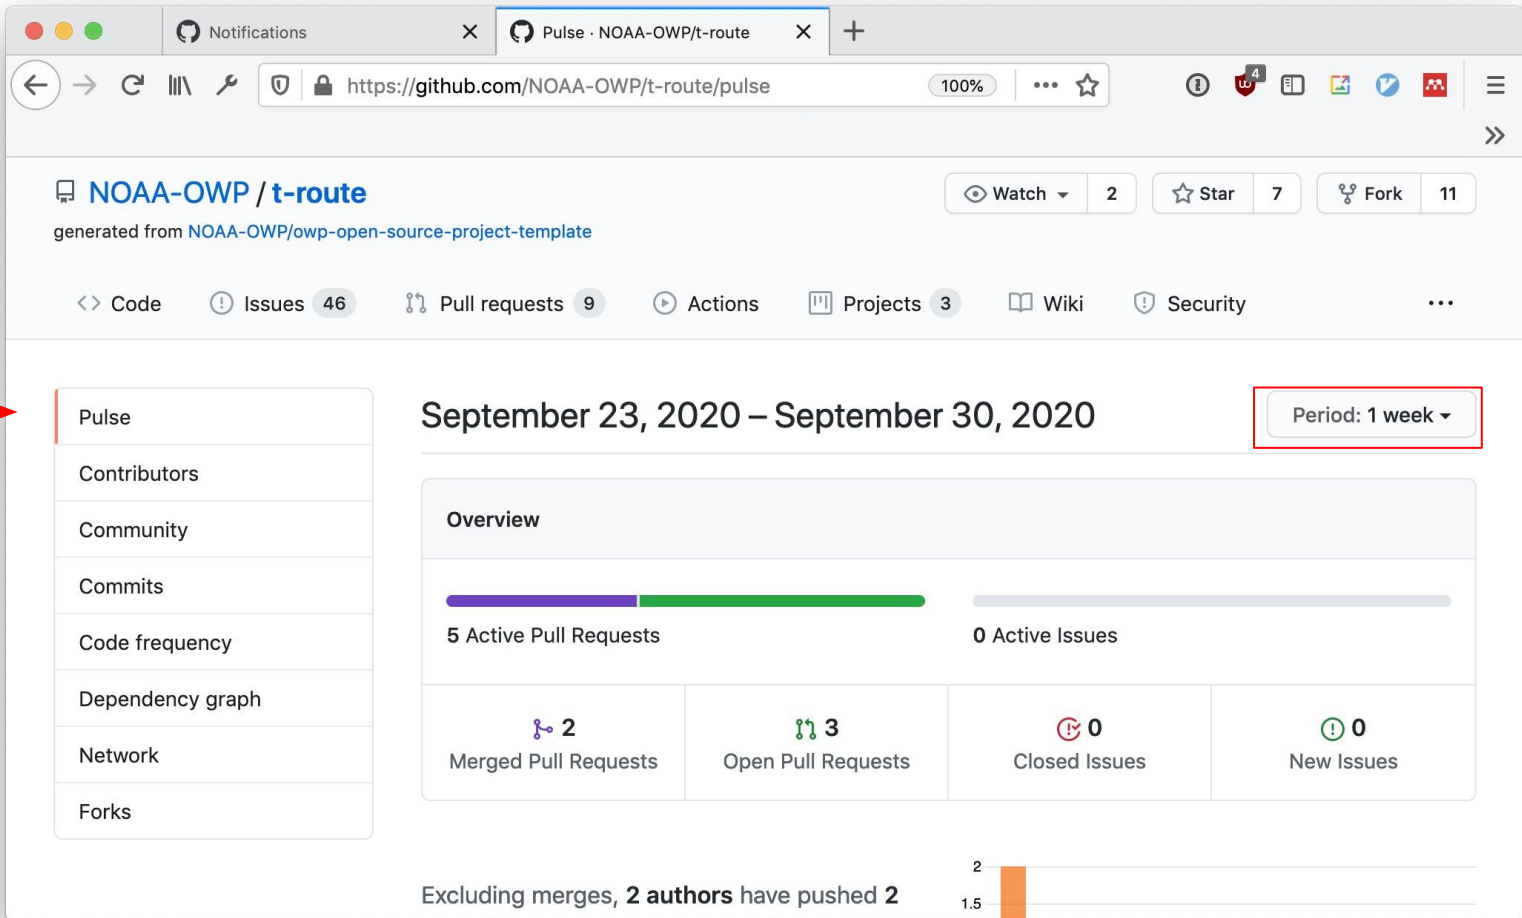 Notifications
Pulse · NOAA-OWP/t-route
https://github.com/NOAA-OWP/t-route/pulse
100%
4
NOAA-OWP / t-route
Watch 2
Star 7
Fork 11
generated from NOAA-OWP/owp-open-source-project-template
Code
Issues 46
Pull requests 9
Actions
Projects 3
Wiki
Security
Pulse
Contributors
Community
Commits
Code frequency
Dependency graph
Network
Forks
September 23, 2020 – September 30, 2020
Period: 1 week
Overview
5 Active Pull Requests
0 Active Issues
2
Merged Pull Requests
3
Open Pull Requests
0
Closed Issues
0
New Issues
Excluding merges, 2 authors have pushed 2
2
1.5